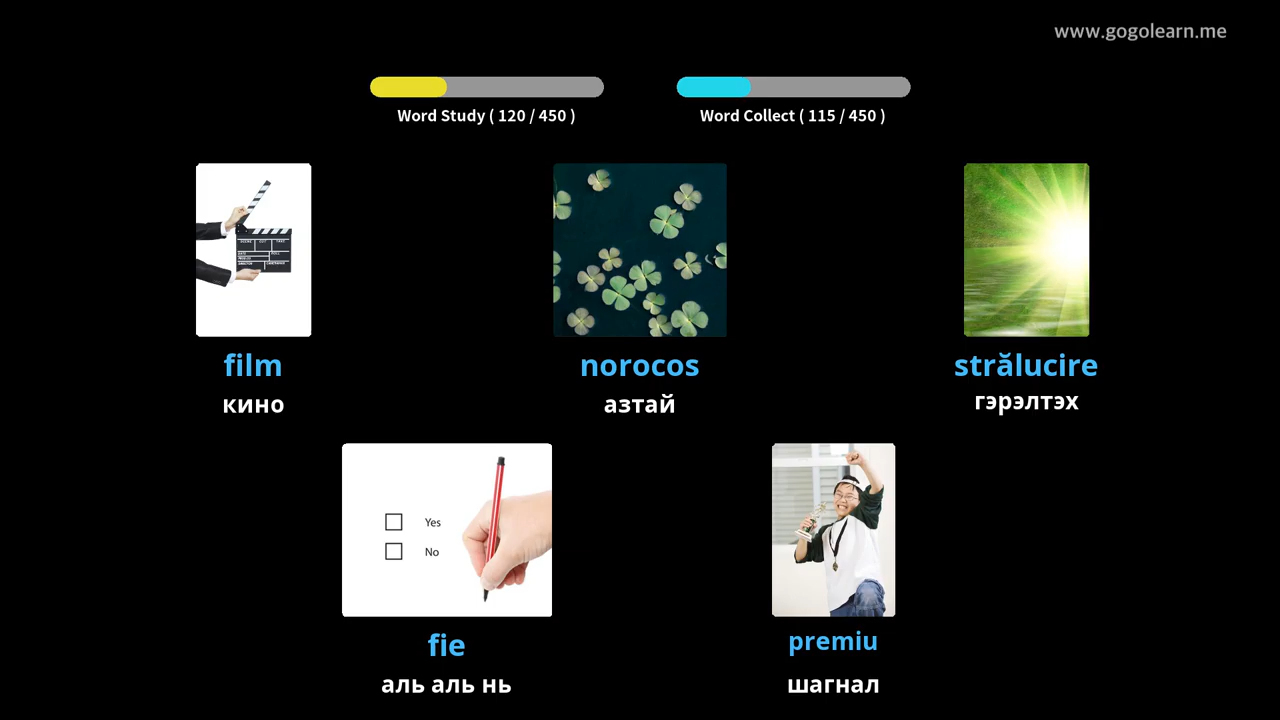 www.gogolearn.me
Word Study ( 120 / 450 )
Word Collect ( 115 / 450 )
film
кино
norocos
азтай
strălucire
гэрэлтэх
Yes
No
fie
аль аль нь
premiu
шагнал